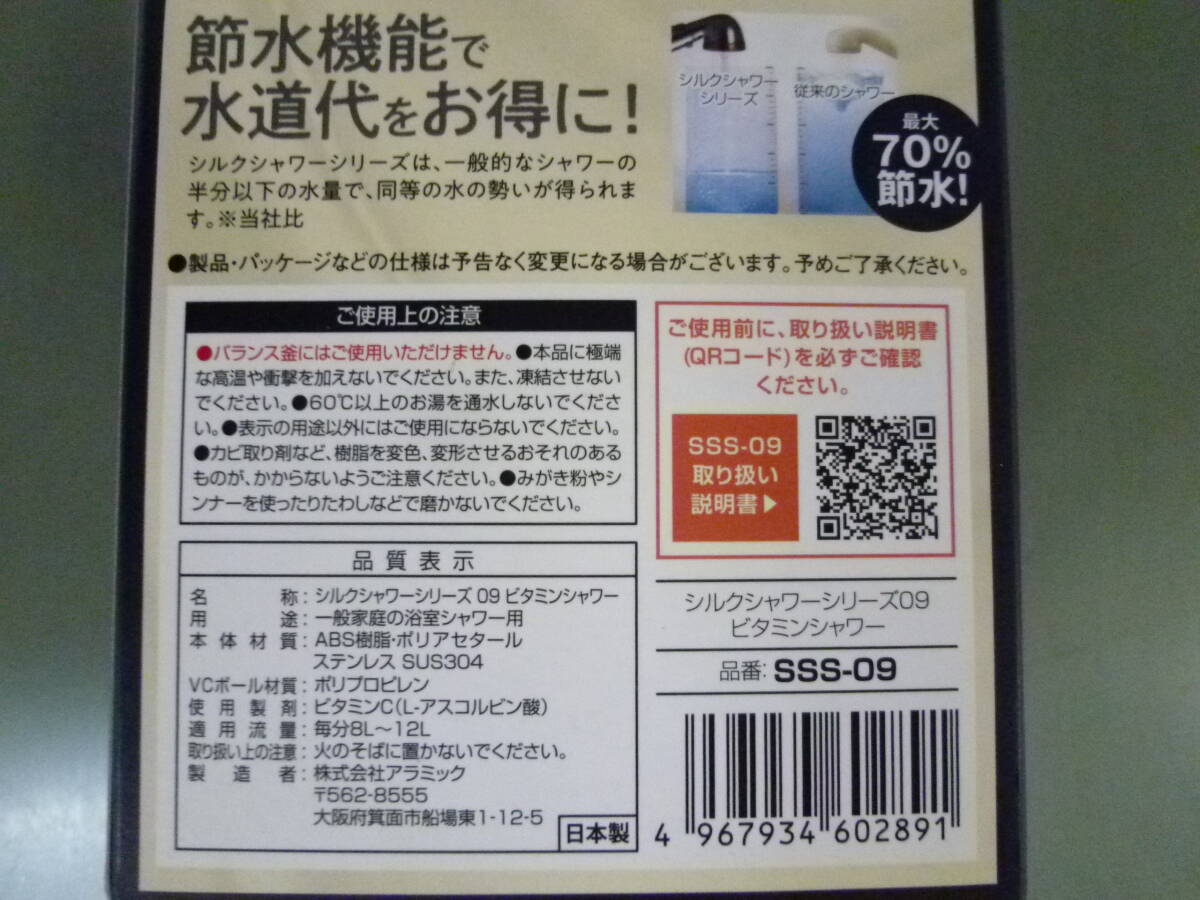 節水機能で
水道代をお得に!
シルクシャワーシリーズは、一般的なシャワーの
半分以下の水量で、同等の水の勢いが得られま
す。※当社比
シルクシャワー
シリーズ
従来のシャワー
最大
70%
節水!
●製品・パッケージなどの仕様は予告なく変更になる場合がございます。予めご了承ください。
ご使用上の注意
●バランス釜にはご使用いただけません。●本品に極端
な高温や衝撃を加えないでください。また、凍結させない
でください。●60℃以上のお湯を通水しないでくださ
い。●表示の用途以外にはご使用にならないでください。
●カビ取り剤など、樹脂を変色、変形させるおそれのある
ものが、かからないようご注意ください。●みがき粉やシ
ンナーを使ったりたわしなどで磨かないでください。
ご使用前に、取り扱い説明書
(QRコード)を必ずご確認
ください。
SSS-09
取り扱い
説明書▶
品質表示
名称:シルクシャワーシリーズ 09 ビタミンシャワー
用途:一般家庭の浴室シャワー用
本体材質:ABS樹脂・ポリアセタール
ステンレス SUS304
VCボール材質:ポリプロピレン
使用製剤:ビタミンC(L-アスコルビン酸)
適用流量:毎分8L～12L
取り扱い上の注意:火のそばに置かないでください。
製造者:株式会社アラミック
〒562-8555
大阪府箕面市船場東1-12-5
日本製
シルクシャワーシリーズ09
ビタミンシャワー
品番:SSS-09
4 967934 602891